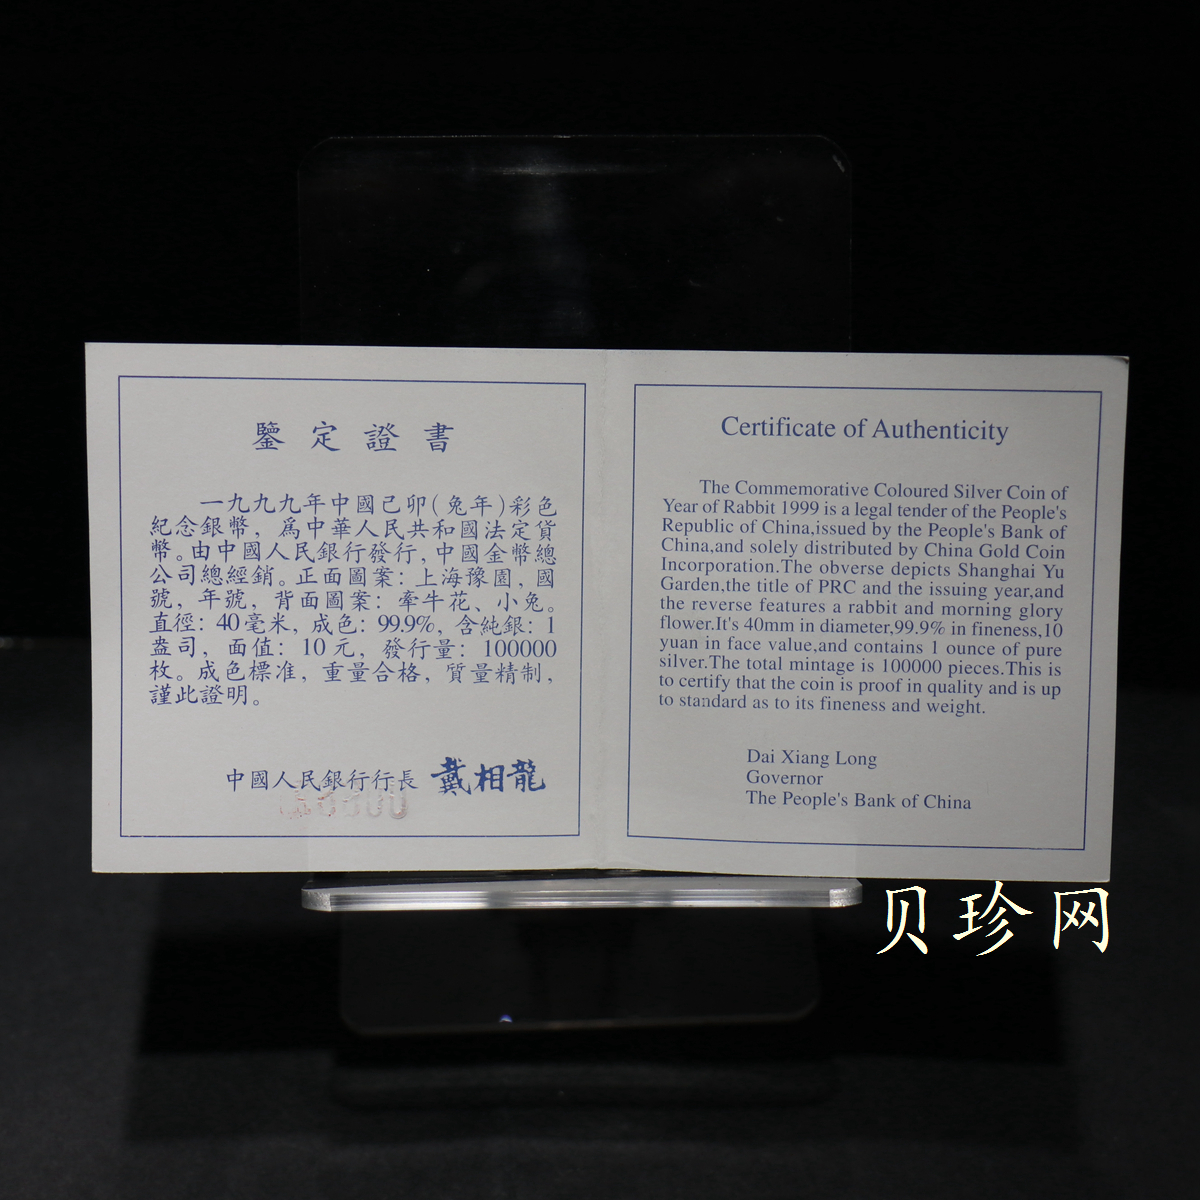 鑒定證書
一九九九年中國己卯(兔年)彩色
紀念銀幣，爲中華人民共和國法定貨
幣。由中國人民銀行發行，中國金幣總
公司總經銷。正面圖案：上海豫園，國
號，年號，背面圖案：牽牛花、小兔。
直徑：40毫米，成色：99.9%，含純銀：1
盎司，面值：10元，發行量：100000
枚。成色標准，重量合格，質量精制，
謹此證明。
中國人民銀行行長 戴相龍
Certificate of Authenticity
The Commemorative Coloured Silver Coin of
Year of Rabbit 1999 is a legal tender of the People's
Republic of China,issued by the People's Bank of
China,and solely distributed by China Gold Coin
Incorporation.The obverse depicts Shanghai Yu
Garden,the title of PRC and the issuing year,and
the reverse features a rabbit and morning glory
flower.It's 40mm in diameter,99.9% in fineness,10
yuan in face value,and contains 1 ounce of pure
silver.The total mintage is 100000 pieces.This is
to certify that the coin is proof in quality and is up
to standard as to its fineness and weight.
Dai Xiang Long
Governor
The People's Bank of China
贝珍网